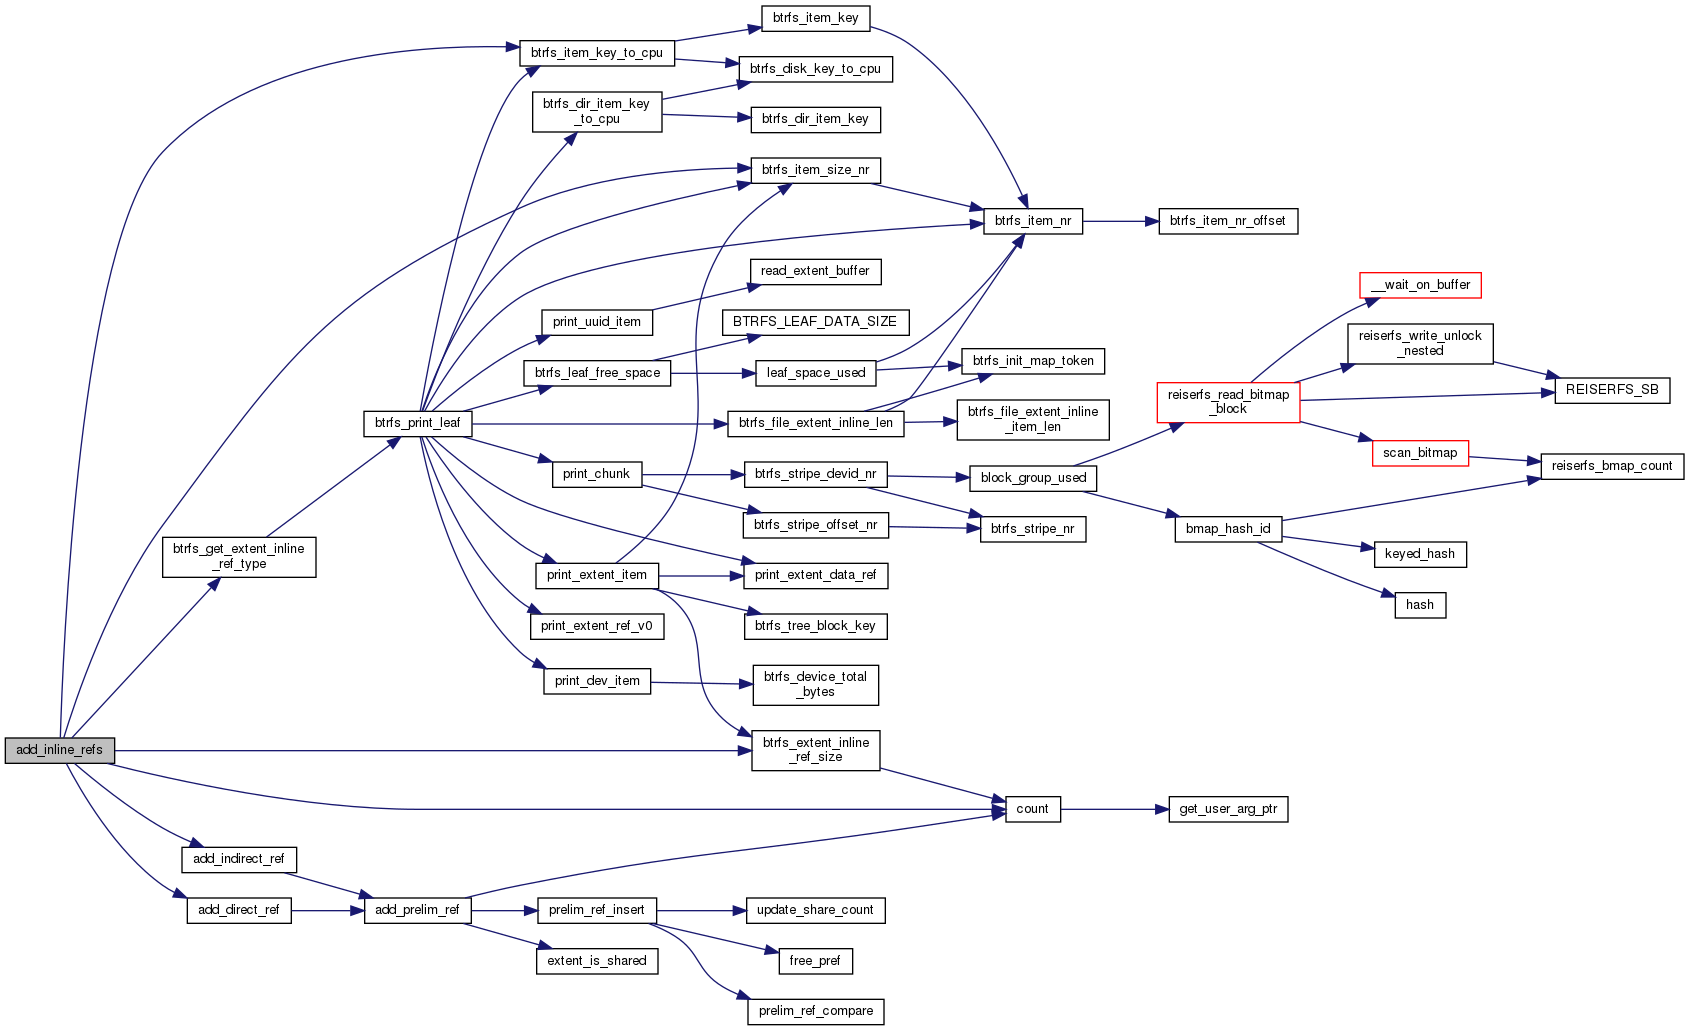 btrfs_item_key
btrfs_item_key_to_cpu
btrfs_disk_key_to_cpu
btrfs_dir_item_key
_to_cpu
btrfs_dir_item_key
btrfs_item_size_nr
btrfs_item_nr
btrfs_item_nr_offset
read_extent_buffer
__wait_on_buffer
print_uuid_item
BTRFS_LEAF_DATA_SIZE
reiserfs_write_unlock
_nested
btrfs_leaf_free_space
leaf_space_used
btrfs_init_map_token
reiserfs_read_bitmap
_block
REISERFS_SB
btrfs_print_leaf
btrfs_file_extent_inline_len
btrfs_file_extent_inline
_item_len
scan_bitmap
reiserfs_bmap_count
print_chunk
btrfs_stripe_devid_nr
block_group_used
btrfs_stripe_offset_nr
btrfs_stripe_nr
bmap_hash_id
btrfs_get_extent_inline
_ref_type
keyed_hash
print_extent_item
print_extent_data_ref
hash
print_extent_ref_v0
btrfs_tree_block_key
print_dev_item
btrfs_device_total
_bytes
add_inline_refs
btrfs_extent_inline
_ref_size
count
get_user_arg_ptr
add_indirect_ref
add_direct_ref
add_prelim_ref
prelim_ref_insert
update_share_count
extent_is_shared
free_pref
prelim_ref_compare